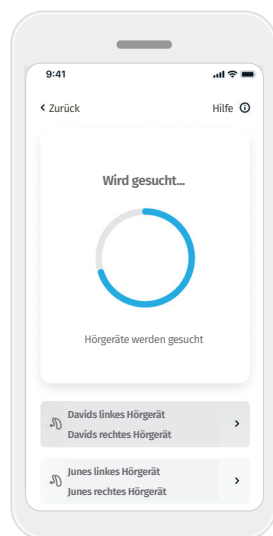 9:41
Zurück
Hilfe
Wird gesucht...
Hörgeräte werden gesucht
Davids linkes Hörgerät
Davids rechtes Hörgerät
Junes linkes Hörgerät
Junes rechtes Hörgerät